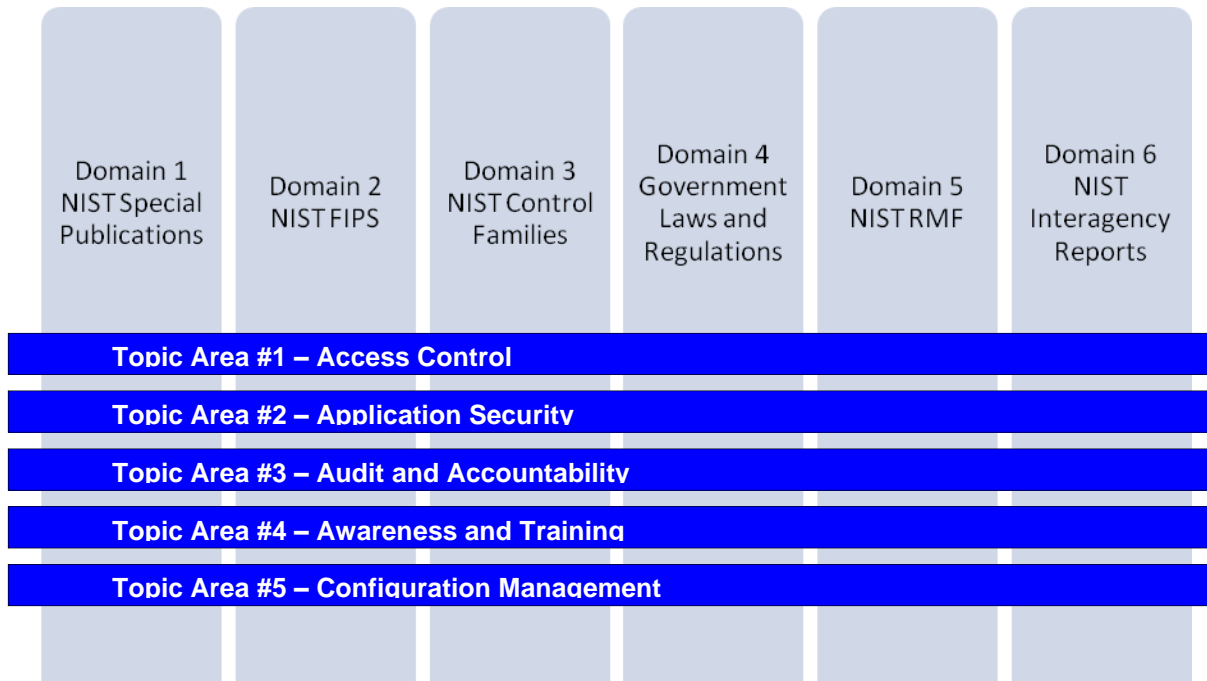 Domain 1
NIST Special
Publications
Domain 2
NIST FIPS
Domain 3
NIST Control
Families
Domain 4
Government
Laws and
Regulations
Domain 5
NIST RMF
Domain 6
NIST
Interagency
Reports
Topic Area #1 – Access Control
Topic Area #2 – Application Security
Topic Area #3 – Audit and Accountability
Topic Area #4 – Awareness and Training
Topic Area #5 – Configuration Management